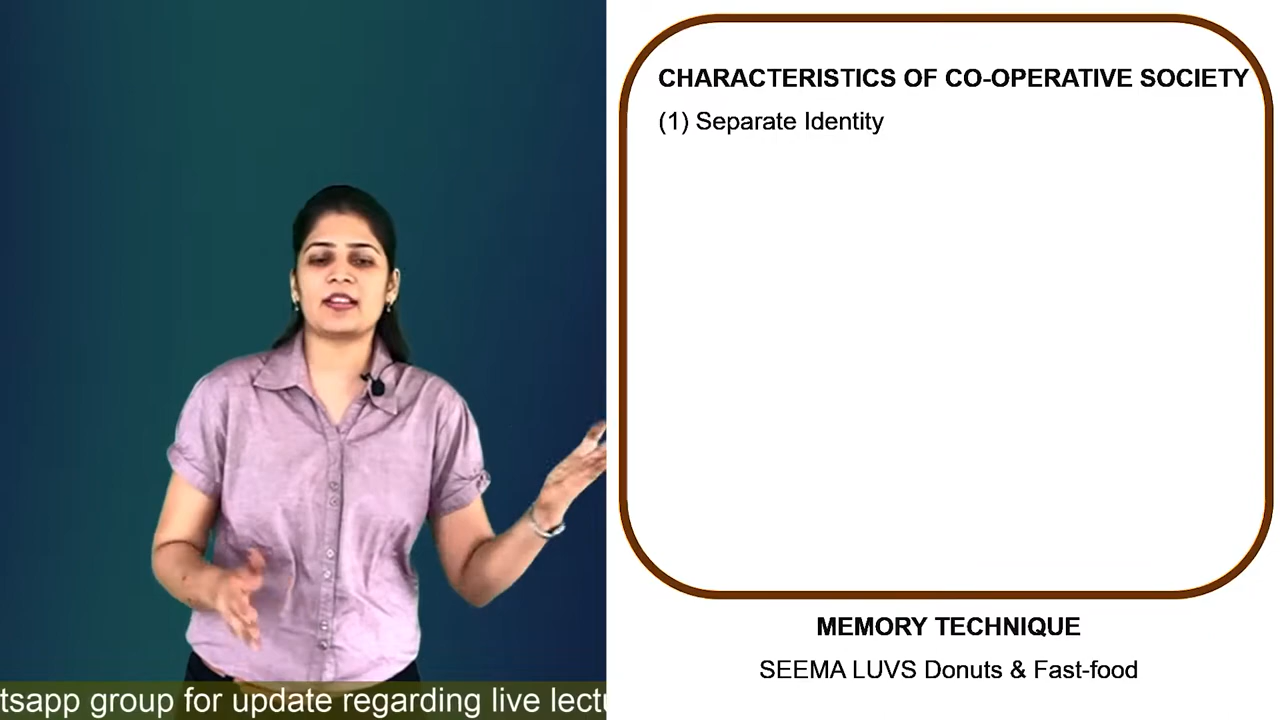 CHARACTERISTICS OF CO-OPERATIVE SOCIETY
(1) Separate Identity
MEMORY TECHNIQUE
SEEMA LUVS Donuts & Fast-food
tsapp group for update regarding live lectu